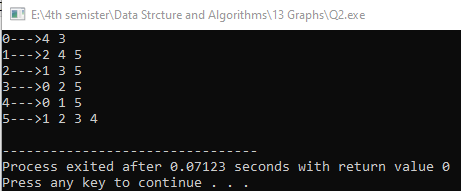 E:\4th semister\Data Strcture and Algorithms\13 Graphs\Q2.exe
0--->4 3
1--->2 4 5
2--->1 3 5
3--->0 2 5
4--->0 1 5
5--->1 2 3 4
--------------------------------
Process exited after 0.07123 seconds with return value 0
Press any key to continue . . .